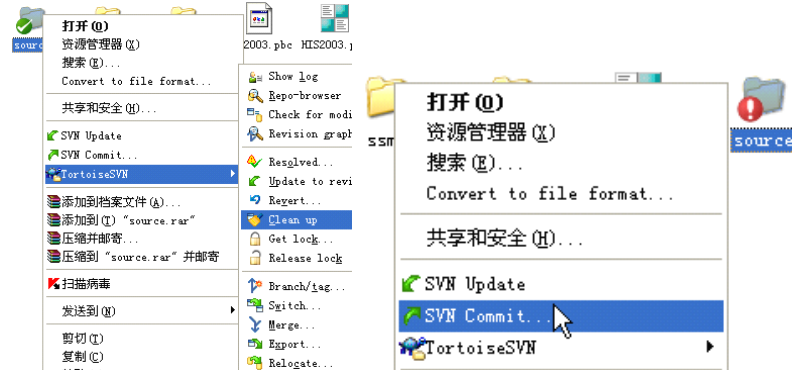 source
打开(O)
资源管理器(X)
搜索(E)...
Convert to file format...
共享和安全(H)...
SVN Update
SVN Commit...
TortoiseSVN
添加到档案文件(A)...
添加到(T) "source.rar"
压缩并邮寄...
压缩到 "source.rar" 并邮寄
扫描病毒
发送到(N)
剪切(T)
复制(C)
2003.pbc HIS2003.
Show log
Repo-browser
Check for modi
Revision graph
Resolved...
Update to revi
Revert...
Clean up
Get lock...
Release lock
Branch/tag...
Switch...
Merge...
Export...
Relocate...
ssm
打开(O)
资源管理器(X)
搜索(E)...
Convert to file format...
共享和安全(H)...
SVN Update
SVN Commit...
TortoiseSVN
source